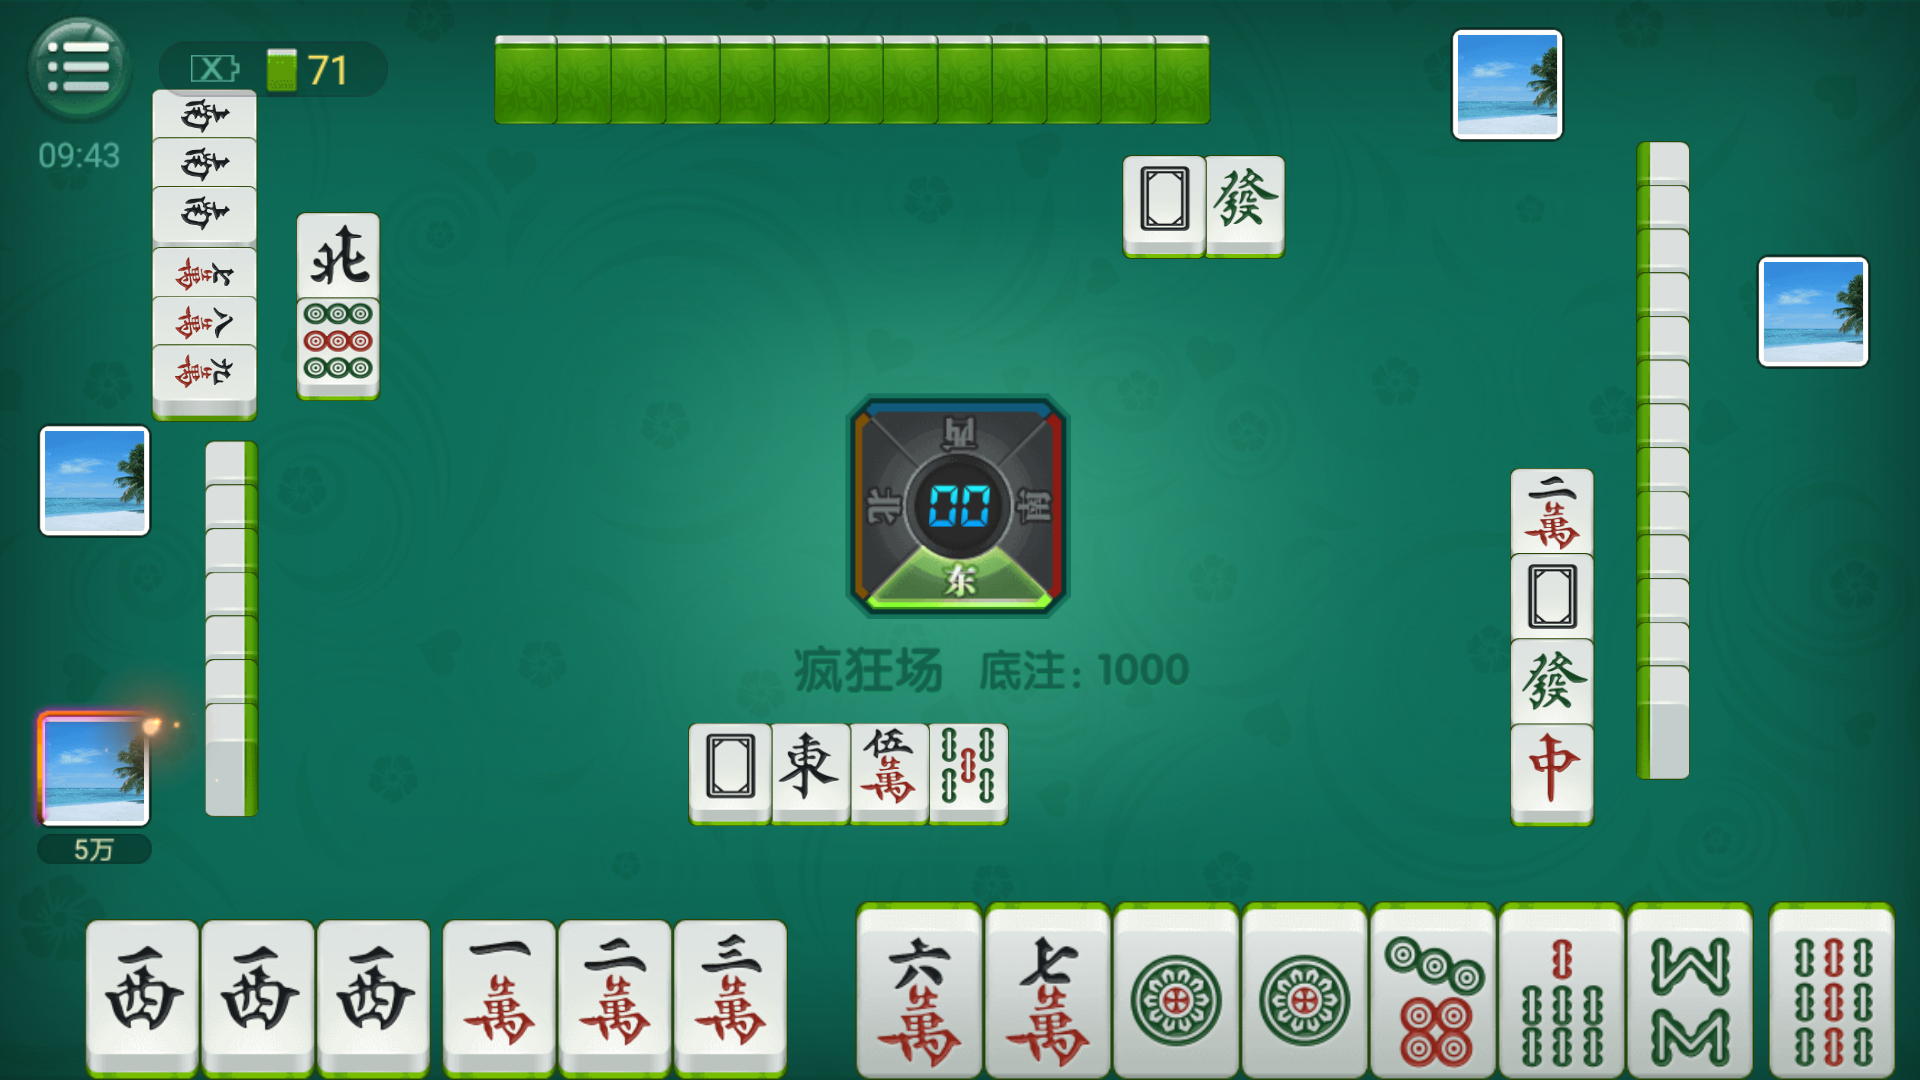 71
09:43
南
南
南
七萬
八萬
九萬
北
發
西
北
00
南
东
疯狂场 底注: 1000
二萬
發
中
東 伍萬
5万
西 西 西 一萬 二萬 三萬 六萬 七萬